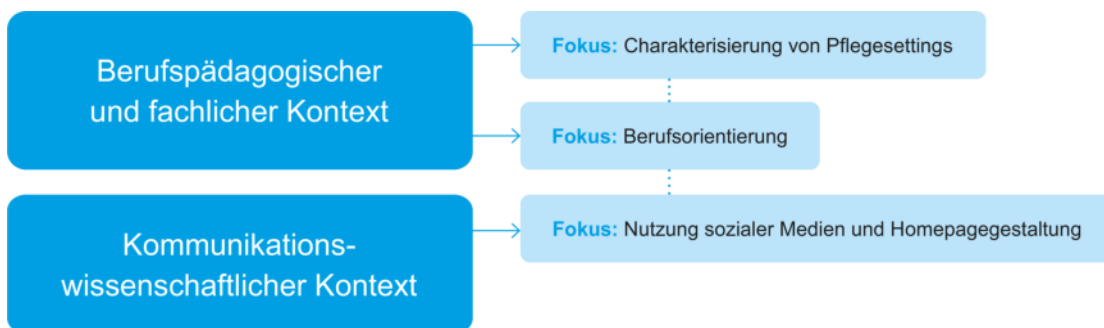 Berufspädagogischer
und fachlicher Kontext
Fokus: Charakterisierung von Pflegesettings
Fokus: Berufsorientierung
Kommunikations-
wissenschaftlicher Kontext
Fokus: Nutzung sozialer Medien und Homepagegestaltung